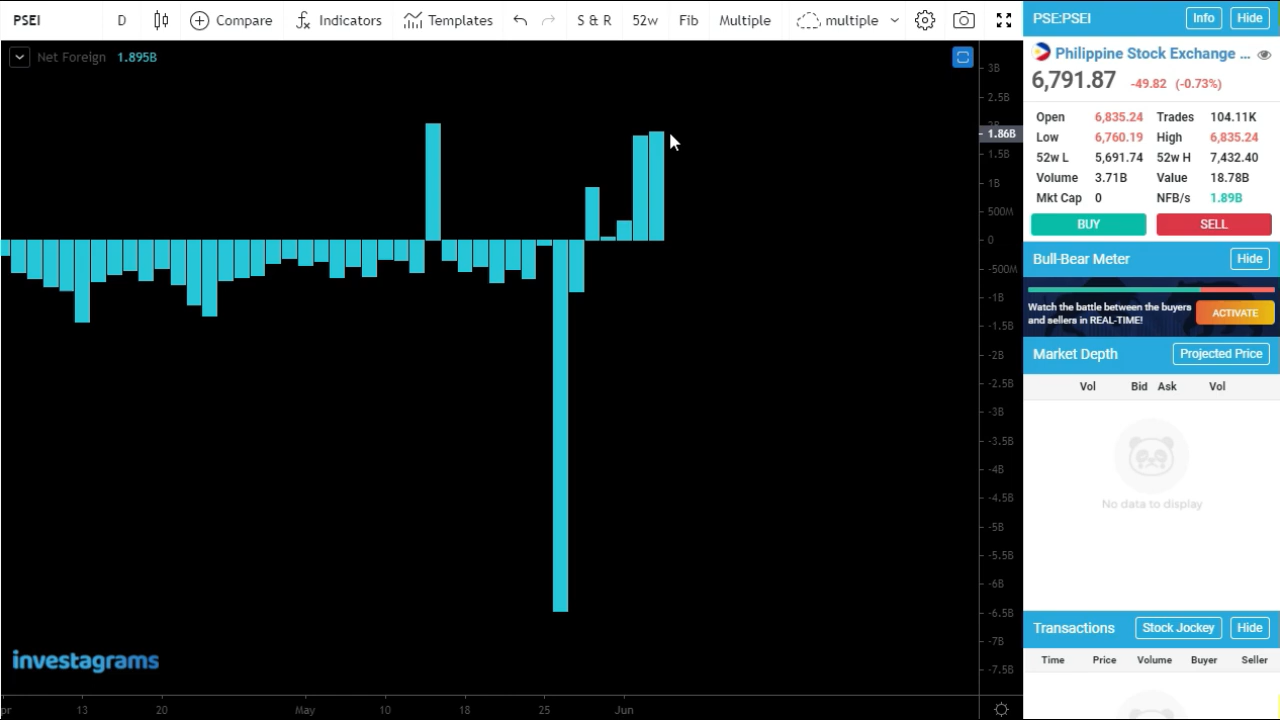 PSEI D Compare Indicators Templates S & R 52w Fib Multiple multiple
Net Foreign 1.895B
3B
2.5B
1.86B
1.5B
1B
500M
0
-500M
-1B
-1.5B
-2B
-2.5B
-3B
-3.5B
-4B
-4.5B
-5B
-5.5B
-6B
-6.5B
-7B
-7.5B
investagrams
pr 13 20 May 10 18 25 Jun
PSE:PSEI Info Hide
Philippine Stock Exchange ...
6,791.87 -49.82 (-0.73%)
Open 6,835.24 Trades 104.11K
Low 6,760.19 High 6,835.24
52w L 5,691.74 52w H 7,432.40
Volume 3.71B Value 18.78B
Mkt Cap 0 NFB/s 1.89B
BUY SELL
Bull-Bear Meter Hide
Watch the battle between the buyers
and sellers in REAL-TIME!
ACTIVATE
Market Depth Projected Price
Vol Bid Ask Vol
No data to display
Transactions Stock Jockey Hide
Time Price Volume Buyer Seller